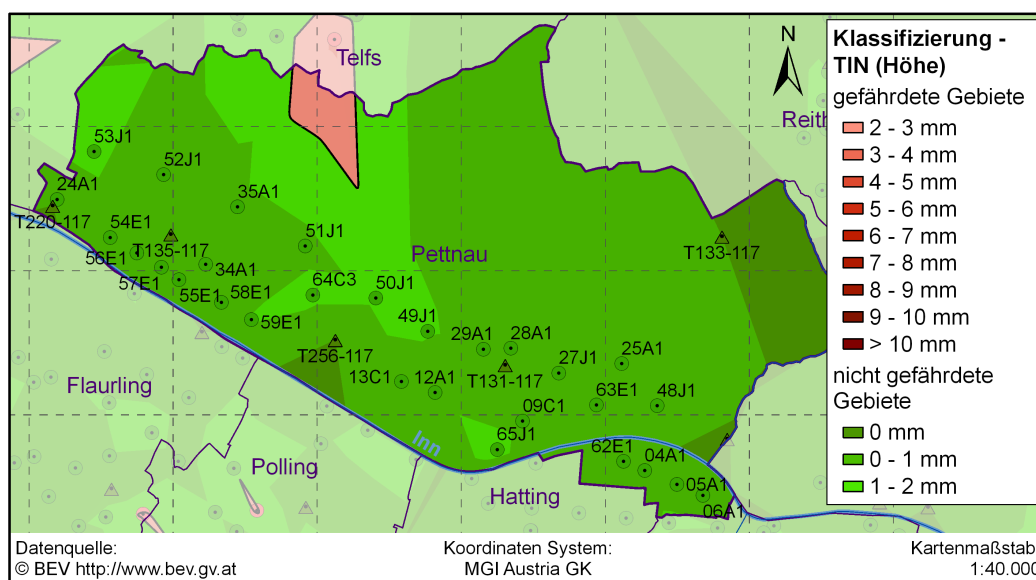 Telfs
N
Reith
53J1
52J1
24A1
35A1
T220-117
54E1
T135-117
51J1
T133-117
56E1
34A1
Pettnau
57E1
55E1
58E1
64C3
50J1
59E1
49J1
29A1
28A1
T256-117
27J1
25A1
13C1
12A1
T131-117
63E1
48J1
Flaurling
09C1
65J1
Inn
62E1
04A1
Polling
Hatting
05A1
06A1
Klassifizierung -
TIN (Höhe)
gefährdete Gebiete
2 - 3 mm
3 - 4 mm
4 - 5 mm
5 - 6 mm
6 - 7 mm
7 - 8 mm
8 - 9 mm
9 - 10 mm
> 10 mm
nicht gefährdete
Gebiete
0 mm
0 - 1 mm
1 - 2 mm
Datenquelle:
© BEV http://www.bev.gv.at
Koordinaten System:
MGI Austria GK
Kartenmaßstab
1:40.000